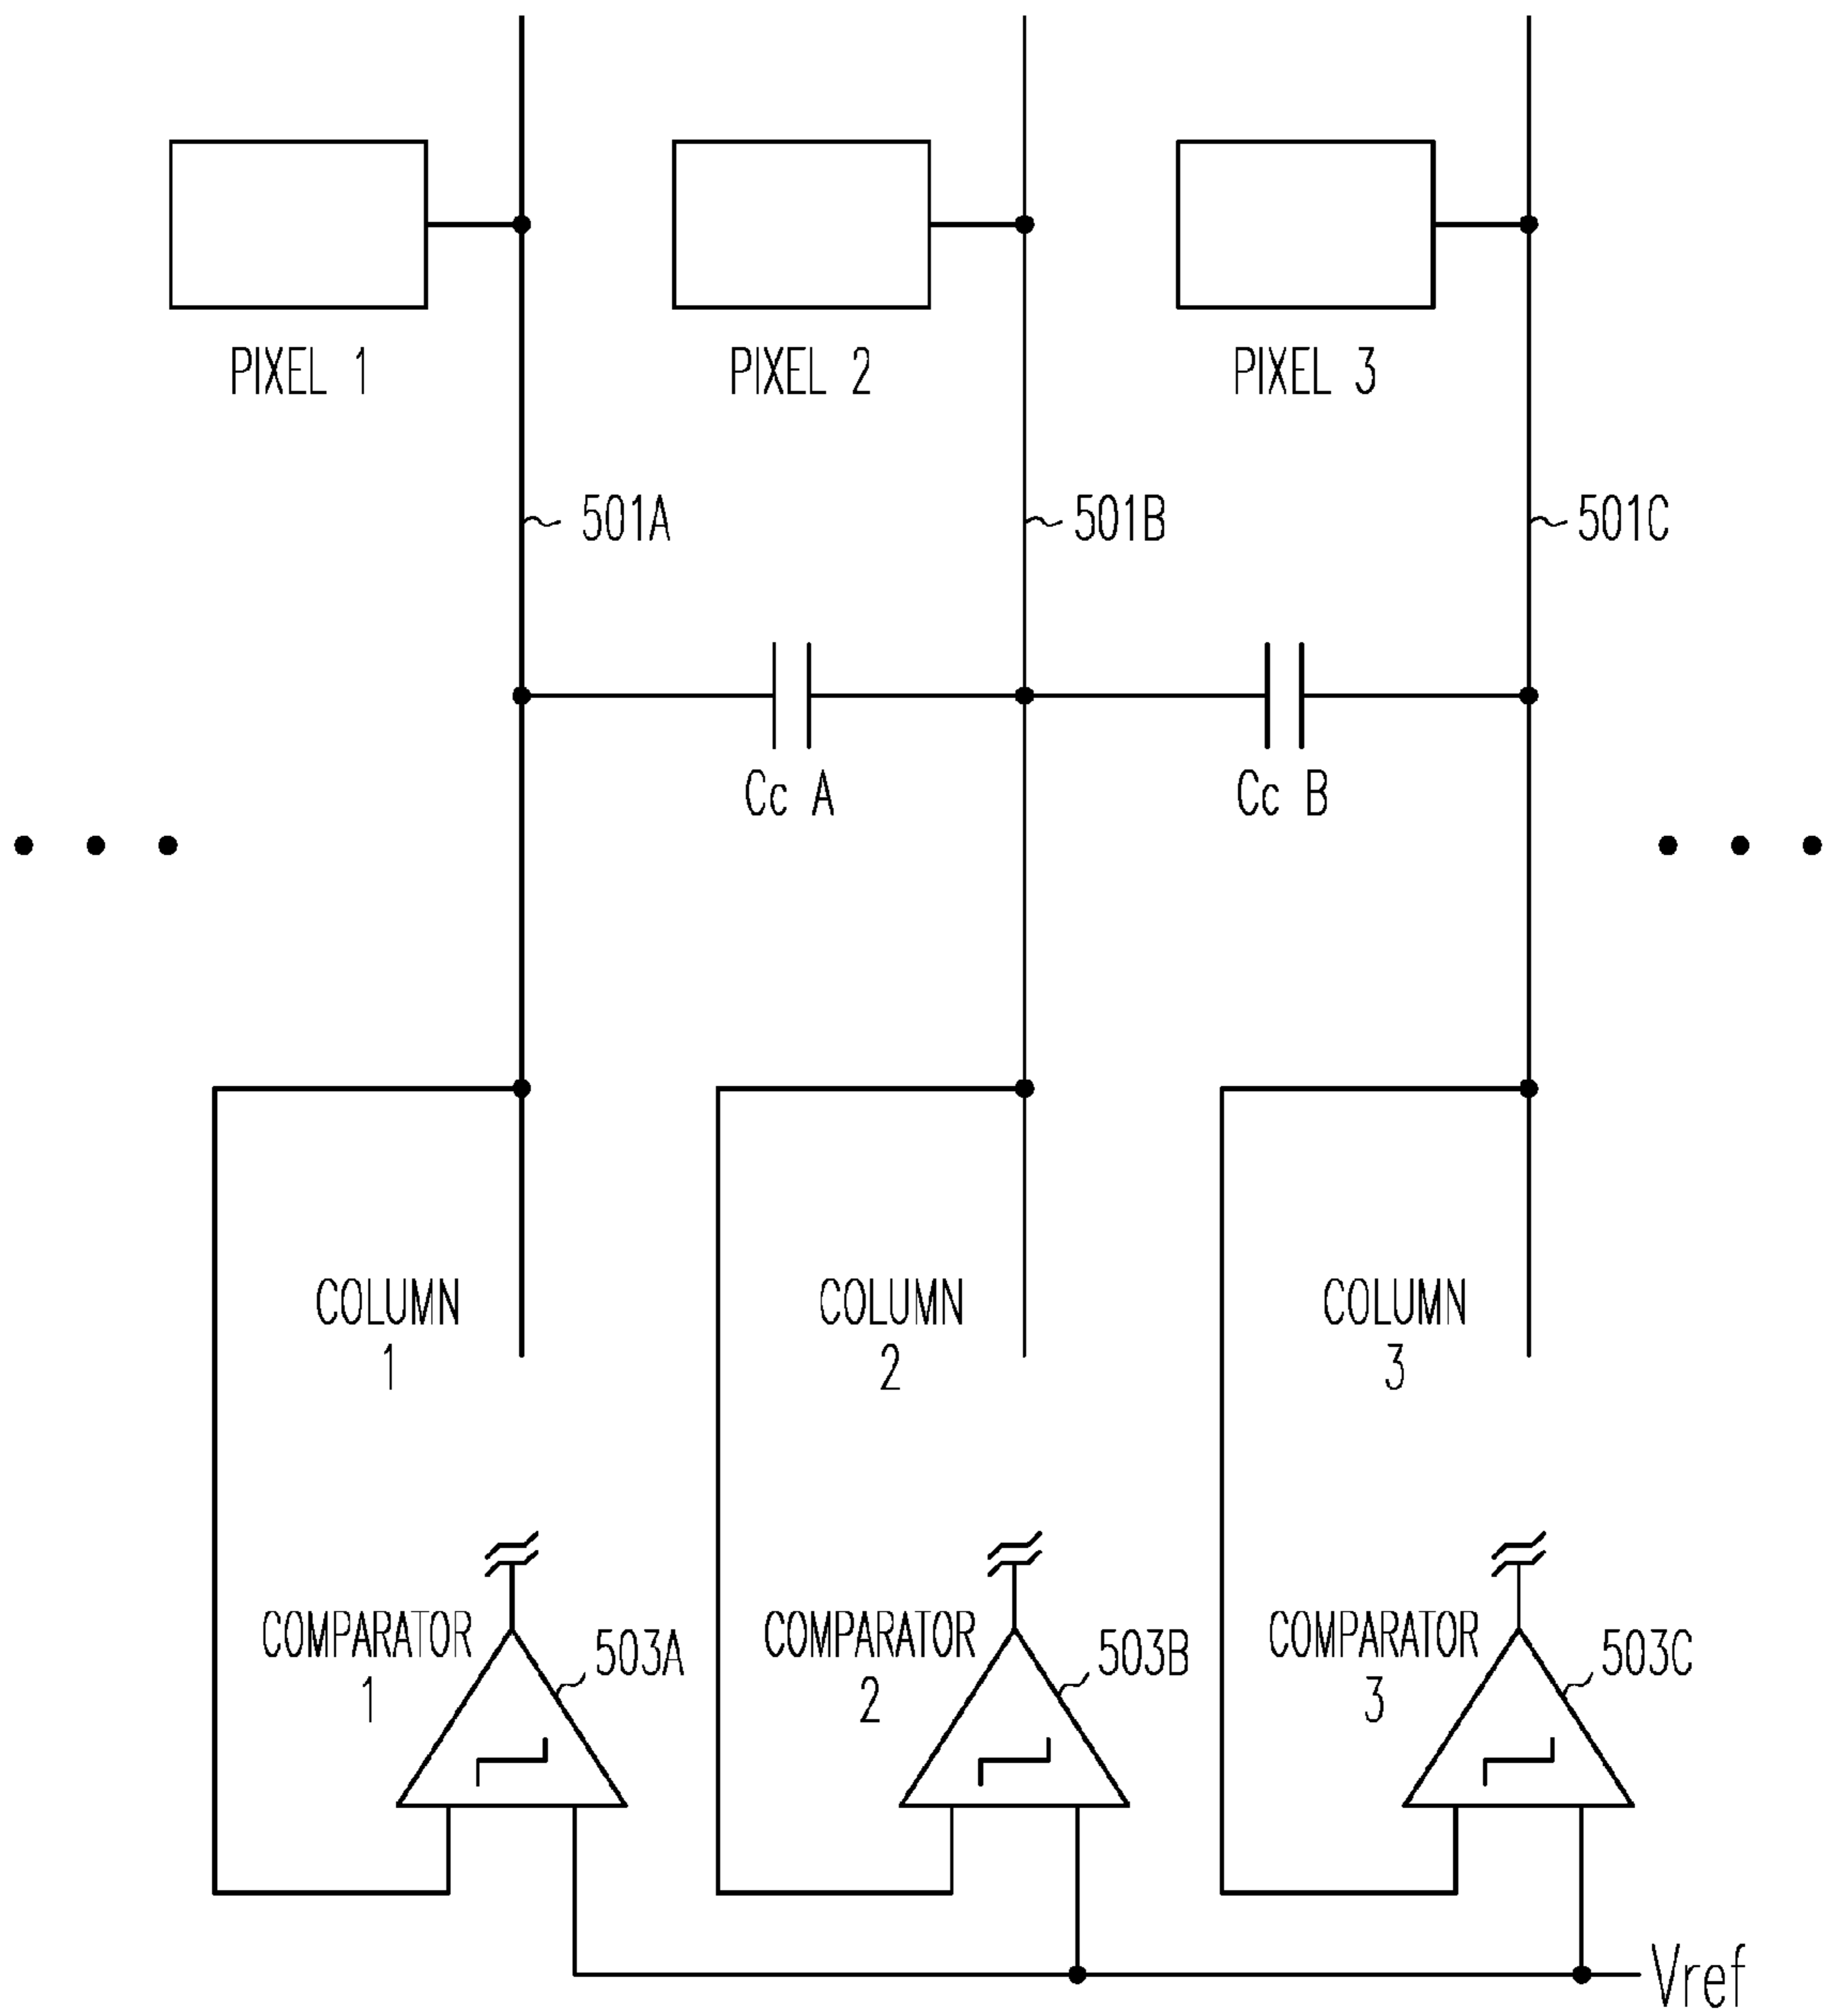 PIXEL 1
PIXEL 2
PIXEL 3
501A
501B
501C
Cc A
Cc B
COLUMN
1
COLUMN
2
COLUMN
3
COMPARATOR
1
503A
COMPARATOR
2
503B
COMPARATOR
3
503C
Vref